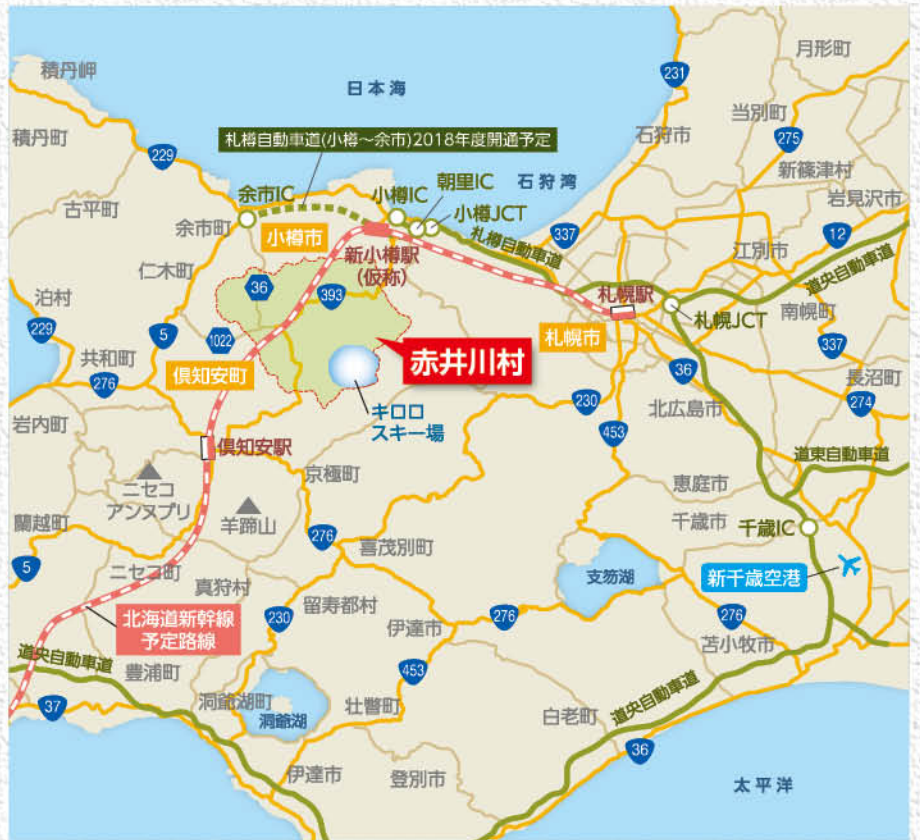 月形町
積丹岬
231
日本海
当別町
積丹町
札樽自動車道(小樽～余市)2018年度開通予定
石狩市
275
229
新篠津村
余市IC
小樽IC
朝里IC
石狩湾
岩見沢市
古平町
余市町
小樽市
小樽JCT
札樽自動車道
337
江別市
12
道央自動車道
新小樽駅
(仮称)
仁木町
36
393
札幌駅
南幌町
泊村
229
5
1022
札幌市
札幌JCT
337
共和町
赤井川村
276
倶知安町
36
長沼町
キロロ
スキー場
230
北広島市
274
岩内町
453
倶知安駅
道東自動車道
京極町
恵庭市
ニセコ
アンヌプリ
羊蹄山
千歳市
蘭越町
276
喜茂別町
千歳IC
5
ニセコ町
支笏湖
新千歳空港
真狩村
留寿都村
北海道新幹線
予定路線
230
伊達市
276
276
苫小牧市
道央自動車道
豊浦町
453
37
洞爺湖町
壮瞥町
道央自動車道
洞爺湖
白老町
36
伊達市
登別市
太平洋